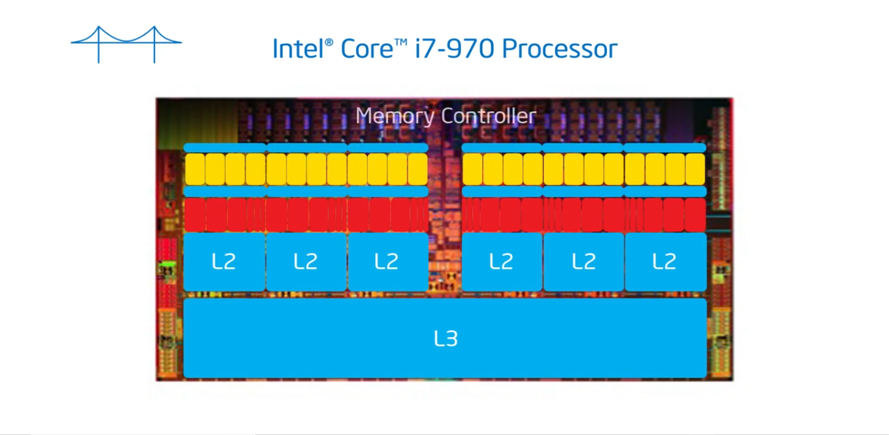 Intel® Core™ i7-970 Processor
Memory Controller
L2 L2 L2 L2 L2 L2
L3